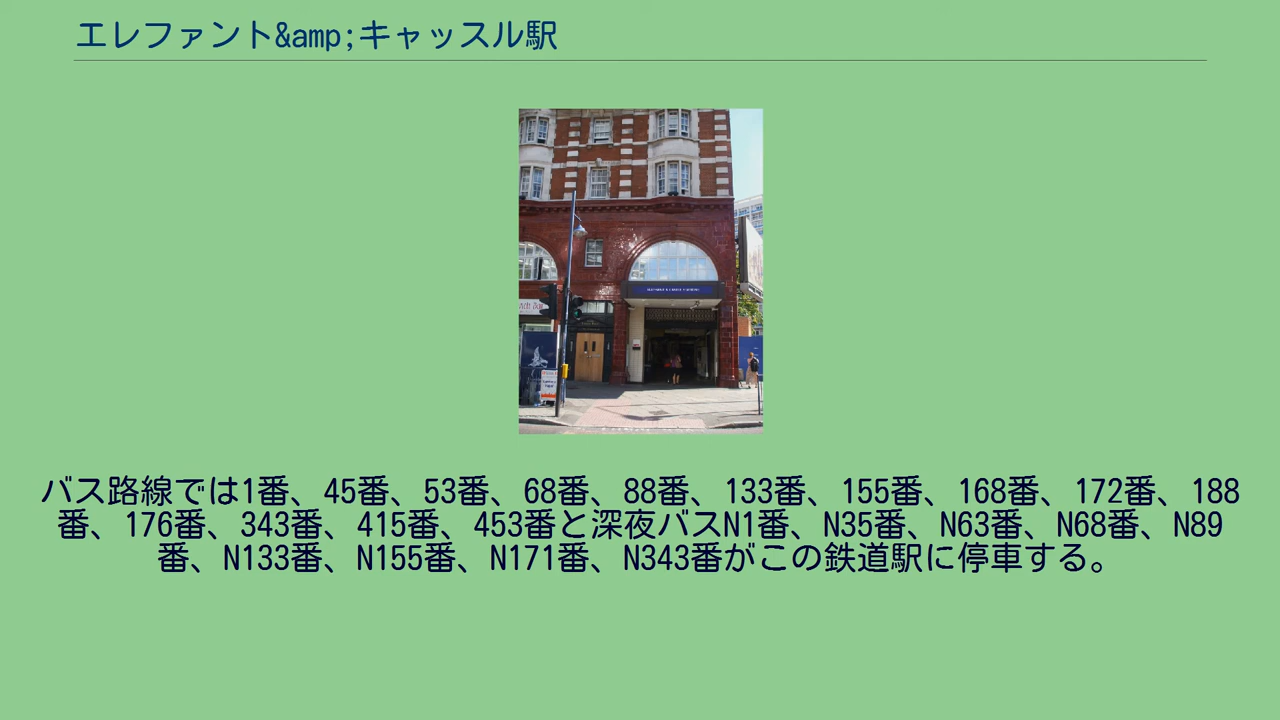 エレファント&amp;キャッスル駅
バス路線では1番、45番、53番、68番、88番、133番、155番、168番、172番、188
番、176番、343番、415番、453番と深夜バスN1番、N35番、N63番、N68番、N89
番、N133番、N155番、N171番、N343番がこの鉄道駅に停車する。